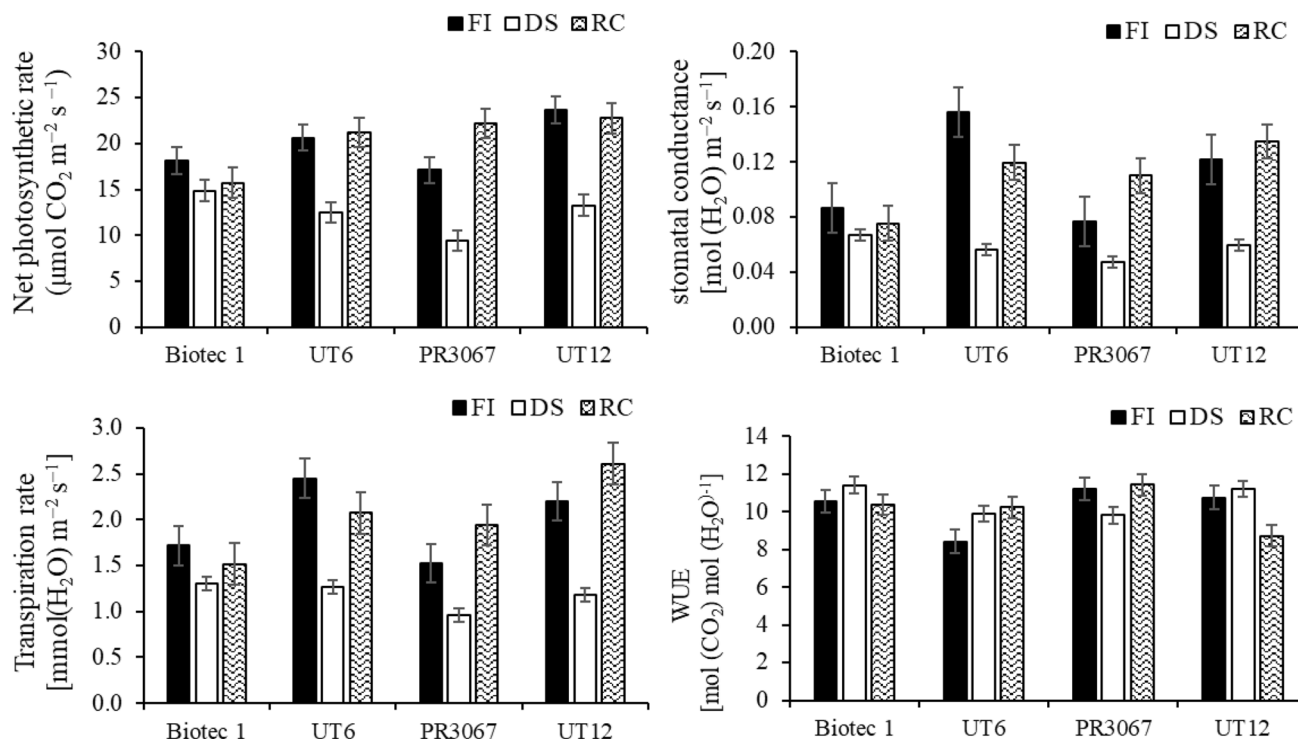 FI DS RC
Net photosynthetic rate
(μmol CO₂ m⁻² s⁻¹)
30
25
20
15
10
5
0
Biotec 1 UT6 PR3067 UT12
FI DS RC
stomatal conductance
[mol (H₂O) m⁻² s⁻¹]
0.20
0.16
0.12
0.08
0.04
0.00
Biotec 1 UT6 PR3067 UT12
FI DS RC
Transpiration rate
[mmol(H₂O) m⁻² s⁻¹]
3.0
2.5
2.0
1.5
1.0
0.5
0.0
Biotec 1 UT6 PR3067 UT12
FI DS RC
WUE
[mol (CO₂) mol (H₂O⁾⁻¹]
14
12
10
8
6
4
2
0
Biotec 1 UT6 PR3067 UT12